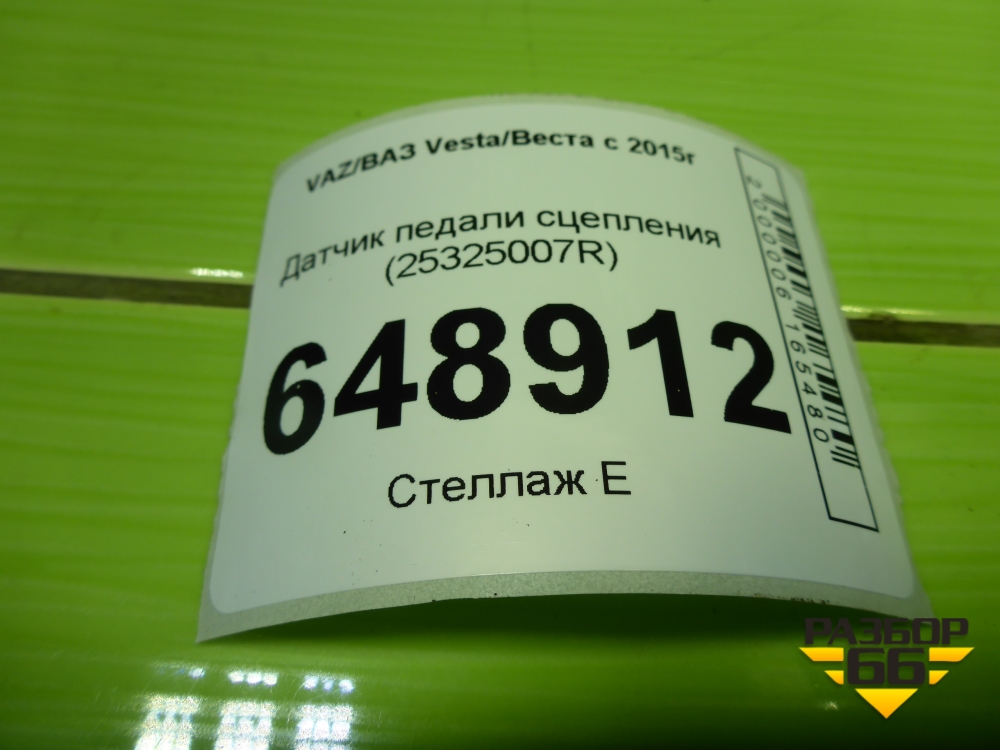 VAZ/ВАЗ Vesta/Веста с 2015г
Датчик педали сцепления
(25325007R)
648912
Стеллаж Е
2000006165480
РАЗБОР
66